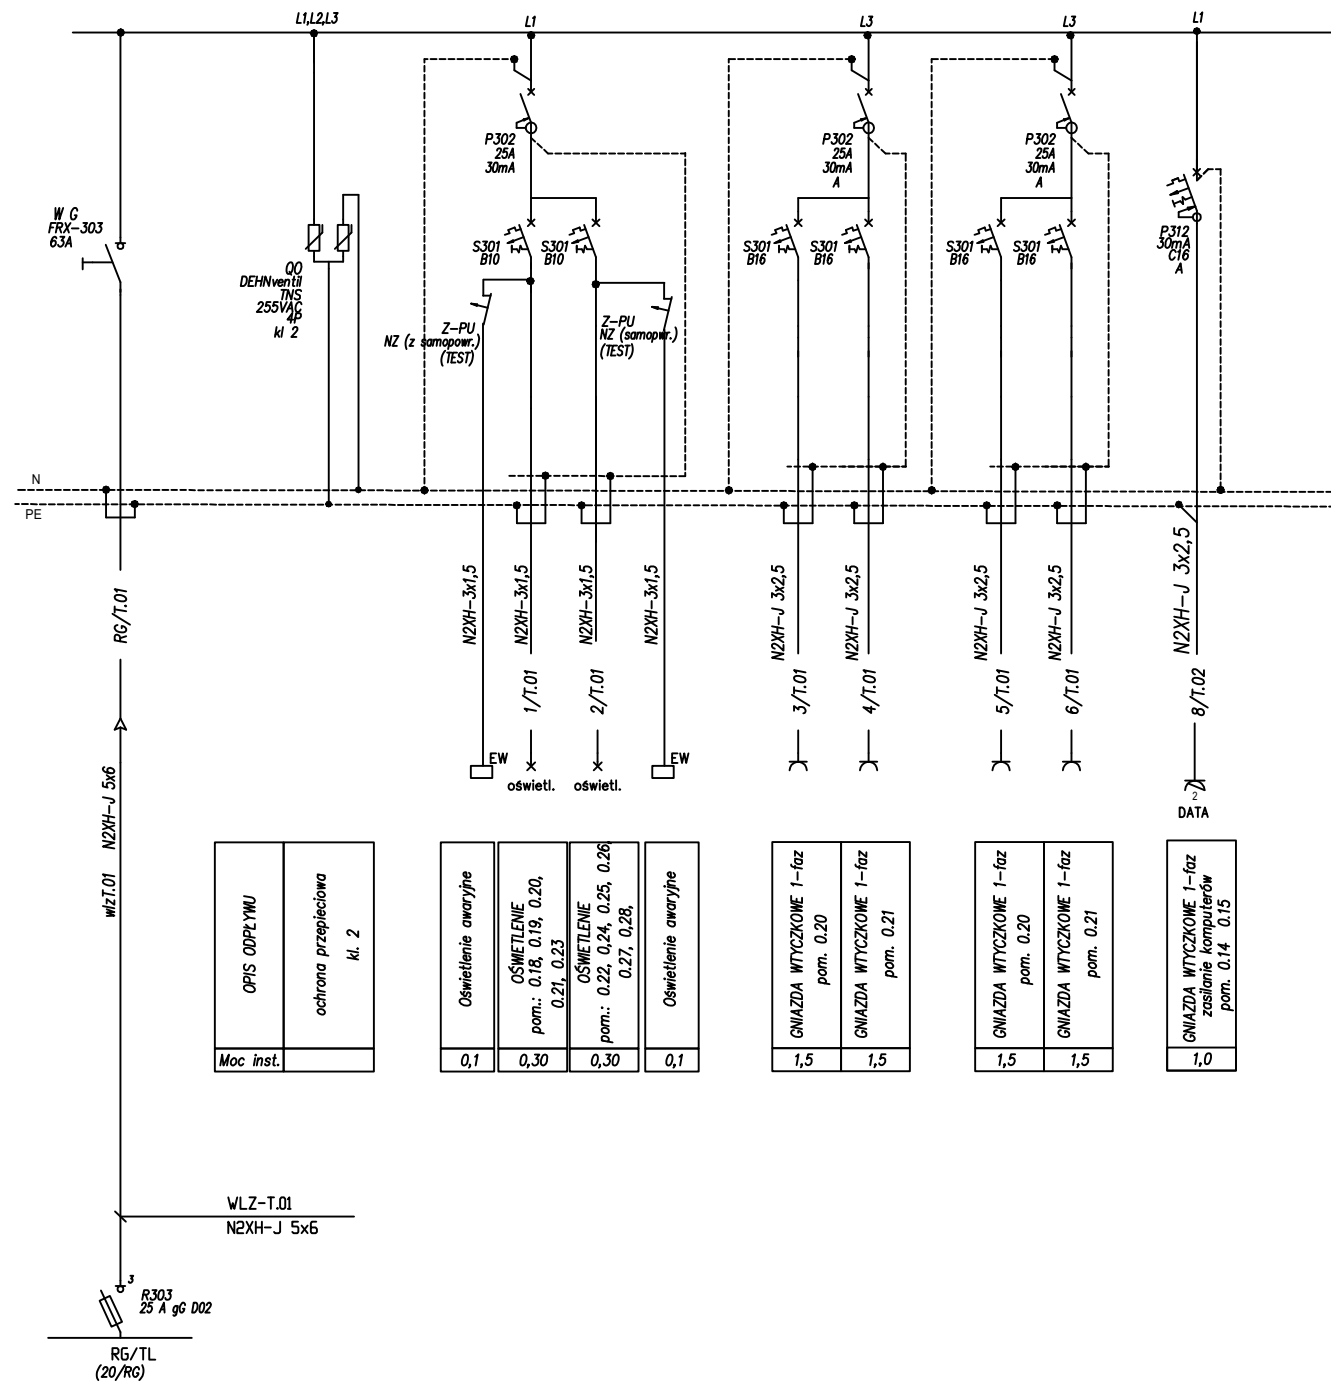 L1,L2,L3
L1
L3
L3
L1
W G
FRX-303
63A
QO
DEHNventil
TNS
255VAC
4P
kl 2
P302
25A
30mA
P302
25A
30mA
A
P302
25A
30mA
A
P312
30mA
C16
A
S301
B10
S301
B10
S301
B16
S301
B16
S301
B16
S301
B16
Z-PU
NZ (z samopowr.)
(TEST)
Z-PU
NZ (samopwr.)
(TEST)
N
PE
RG/T.01
N2XH-3x1,5
N2XH-3x1,5
N2XH-3x1,5
N2XH-3x1,5
N2XH-J 3x2,5
N2XH-J 3x2,5
N2XH-J 3x2,5
N2XH-J 3x2,5
N2XH-J 3x2,5
1/T.01
2/T.01
3/T.01
4/T.01
5/T.01
6/T.01
8/T.02
EW
oświetl.
oświetl.
EW
2
DATA
wlzT.01 N2XH-J 5x6
OPIS ODPŁYWU
ochrona przepieciowa
kl. 2
Moc inst.
Oświetlenie awaryjne
0,1
OŚWIETLENIE
pom.: 0.18, 0.19, 0.20,
0.21, 0.23
0,30
OŚWIETLENIE
pom.: 0.22, 0,24, 0.25, 0.26,
0.27, 0,28,
0,30
Oświetlenie awaryjne
0,1
GNIAZDA WTYCZKOWE 1-faz
pom. 0.20
1,5
GNIAZDA WTYCZKOWE 1-faz
pom. 0.21
1,5
GNIAZDA WTYCZKOWE 1-faz
pom. 0.20
1,5
GNIAZDA WTYCZKOWE 1-faz
pom. 0.21
1,5
GNIAZDA WTYCZKOWE 1-faz
zasilanie komputerów
pom. 0.14 0.15
1,0
WLZ-T.01
N2XH-J 5x6
3
R303
25 A gG D02
RG/TL
(20/RG)